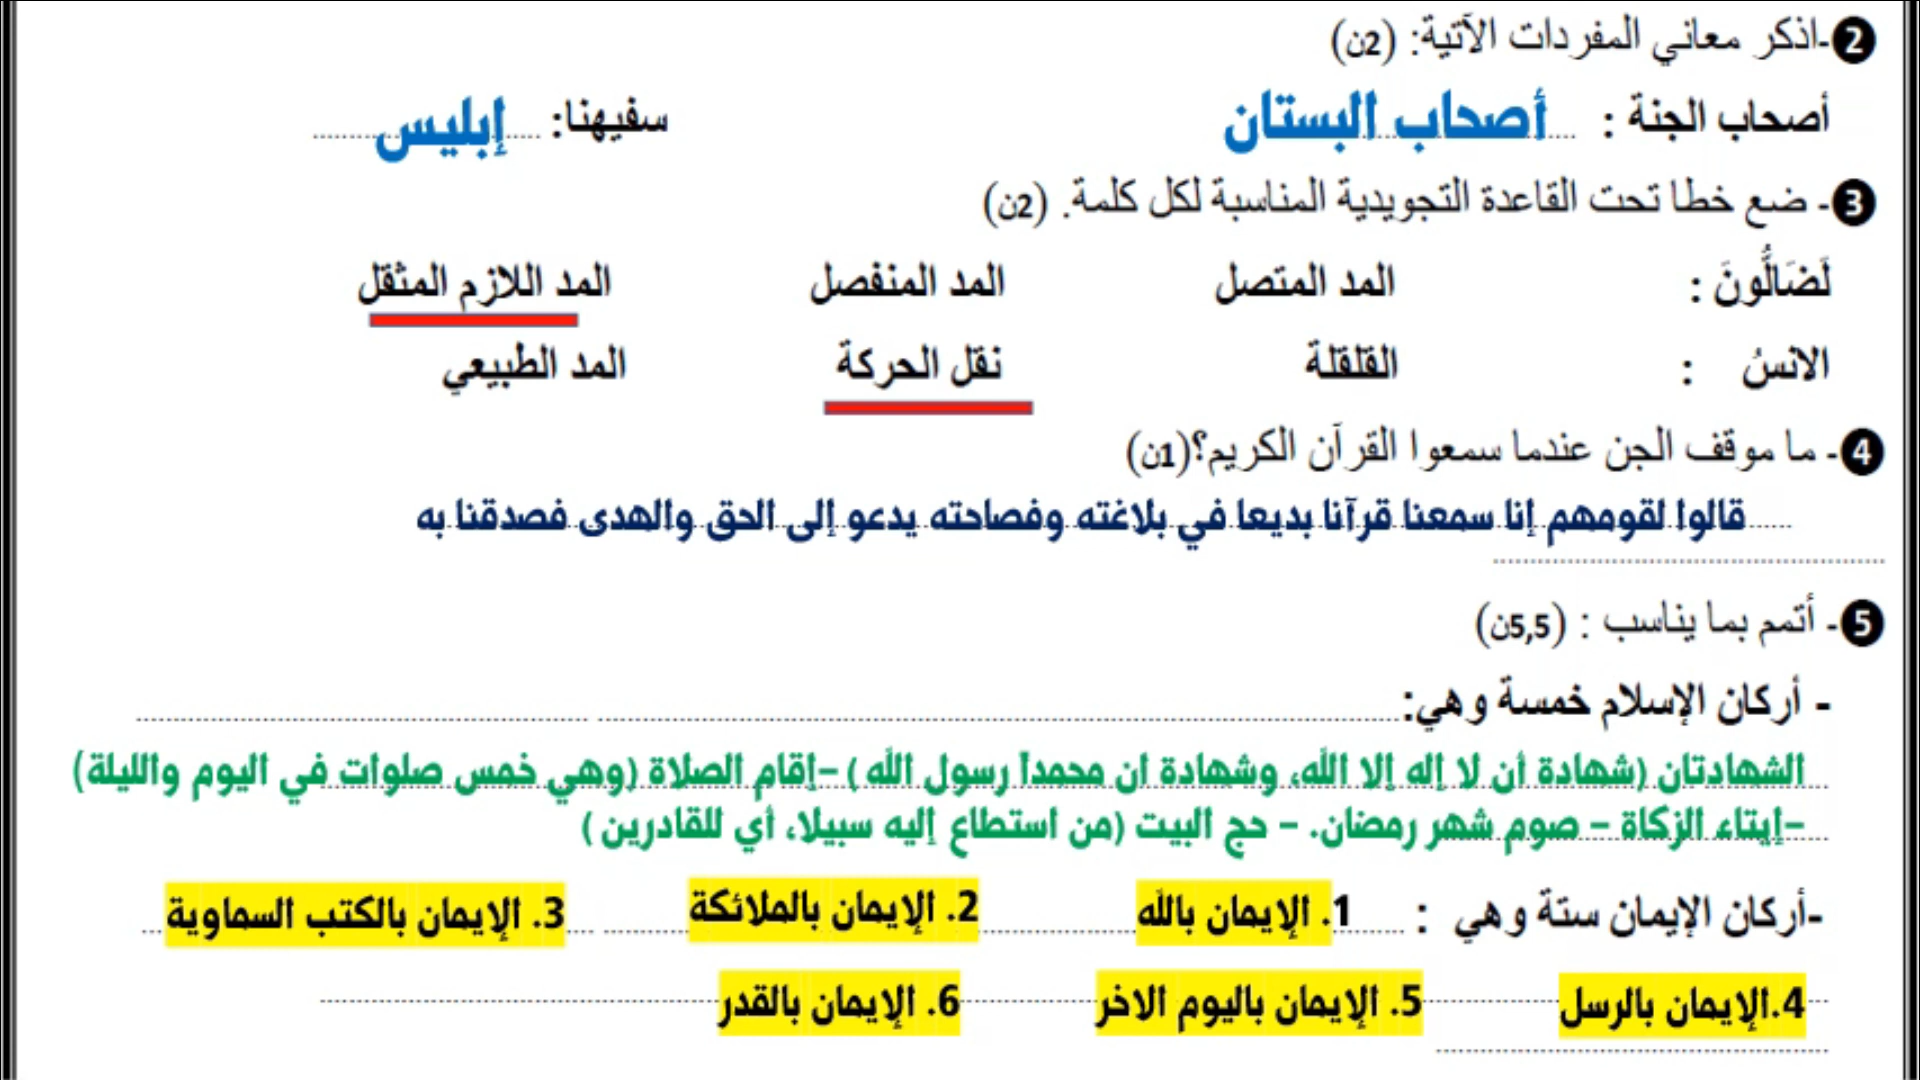 2-اذكر معاني المفردات الآتية: (2ن)
أصحاب الجنة : أصحاب البستان سفيهنا: إبليس
3- ضع خطا تحت القاعدة التجويدية المناسبة لكل كلمة. (2ن)
لَضَالُّونَ : المد المتصل المد المنفصل المد اللازم المثقل
الانسُ : القلقلة نقل الحركة المد الطبيعي
4- ما موقف الجن عندما سمعوا القرآن الكريم؟(1ن)
قالوا لقومهم إنا سمعنا قرآنا بديعا في بلاغته وفصاحته يدعو إلى الحق والهدى فصدقنا به
5- أتمم بما يناسب : (5,5ن)
- أركان الإسلام خمسة وهي:
الشهادتان (شهادة أن لا إله إلا الله، وشهادة ان محمداً رسول الله ) –إقام الصلاة (وهي خمس صلوات في اليوم والليلة)
–إيتاء الزكاة – صوم شهر رمضان. – حج البيت (من استطاع إليه سبيلا، أي للقادرين )
-أركان الإيمان ستة وهي : 1. الإيمان بالله 2. الإيمان بالملائكة 3. الإيمان بالكتب السماوية
4.الإيمان بالرسل 5. الإيمان باليوم الاخر 6. الإيمان بالقدر